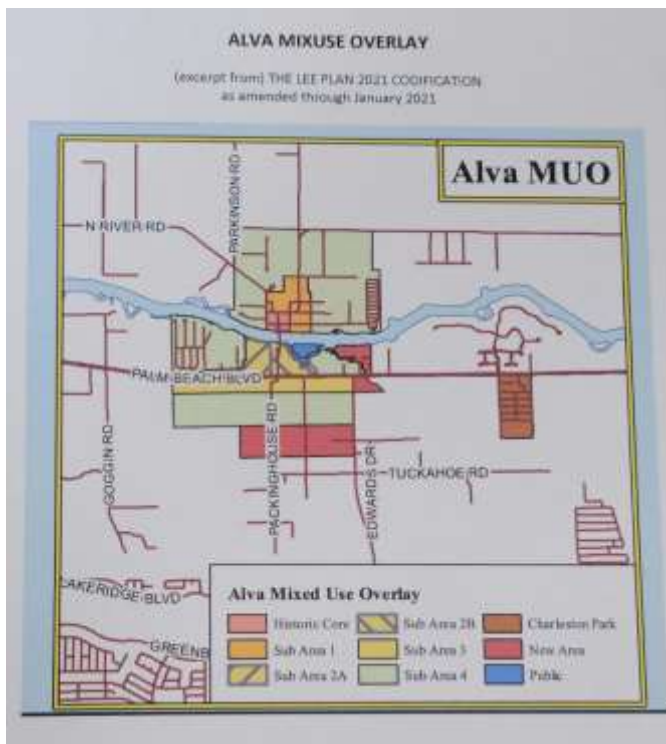 ALVA MIXUSE OVERLAY
(excerpt from) THE LEE PLAN 2021 CODIFICATION
as amended through January 2021
Alva MUO
N RIVER RD
PARKINSON RD
PALM BEACH BLVD
GOGGIN RD
PACKINGHOUSE RD
EDWARDS DR
TUCKAHOE RD
LAKERIDGE BLVD
GREENB
Alva Mixed Use Overlay
Historic Core
Sub Area 2B
Charleston Park
Sub Area 1
Sub Area 3
New Area
Sub Area 2A
Sub Area 4
Public